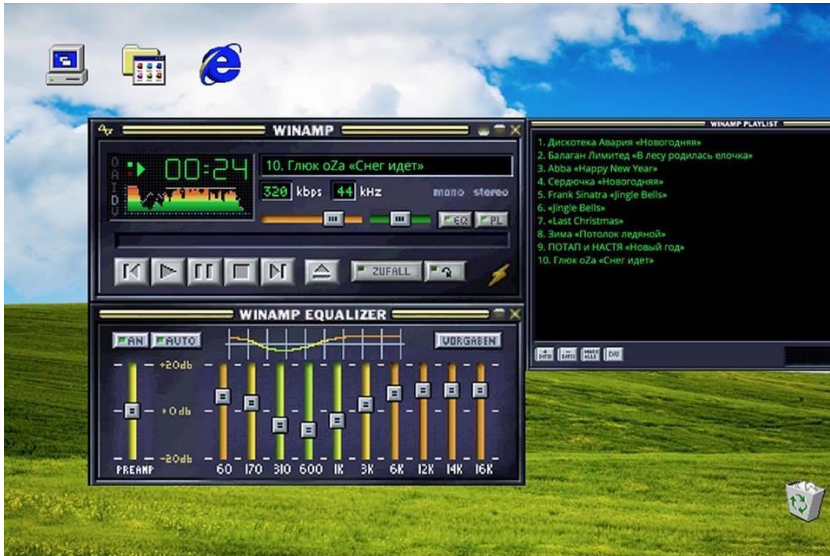 WINAMP
00:24
10. Глюк oZa «Снег идет»
320 kbps 44 kHz mono stereo
EQ PL
ZUFALL
WINAMP EQUALIZER
AN AUTO VORGABEN
+20db
+0db
-20db
PREAMP 60 170 310 600 1K 3K 6K 12K 14K 16K
WINAMP PLAYLIST
1. Дискотека Авария «Новогодняя»
2. Балаган Лимитед «В лесу родилась елочка»
3. Abba «Happy New Year»
4. Сердючка «Новогодняя»
5. Frank Sinatra «Jingle Bells»
6. «Jingle Bells»
7. «Last Christmas»
8. Зима «Потолок ледяной»
9. ПОТАП и НАСТЯ «Новый год»
10. Глюк oZa «Снег идет»